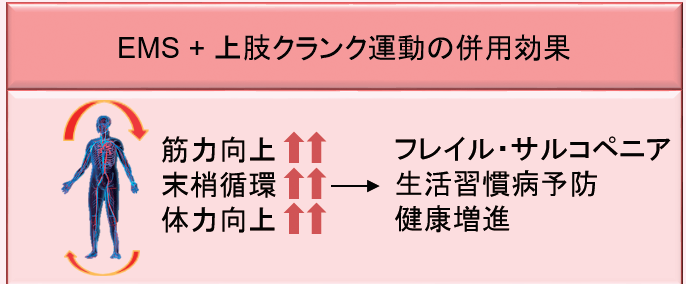 EMS + 上肢クランク運動の併用効果
筋力向上 フレイル・サルコペニア
末梢循環 生活習慣病予防
体力向上 健康増進